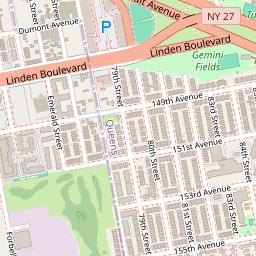 NY 27
Avenue
Dumont Avenue
P
Linden Boulevard
Gemini
Fields
Linden Boulevard
79th Street
149th Avenue
83rd Street
Emerald Street
Queens
80th Street
151st Avenue
84th Street
153rd Avenue
79th Street
81st Street
83rd Street
155th Avenue